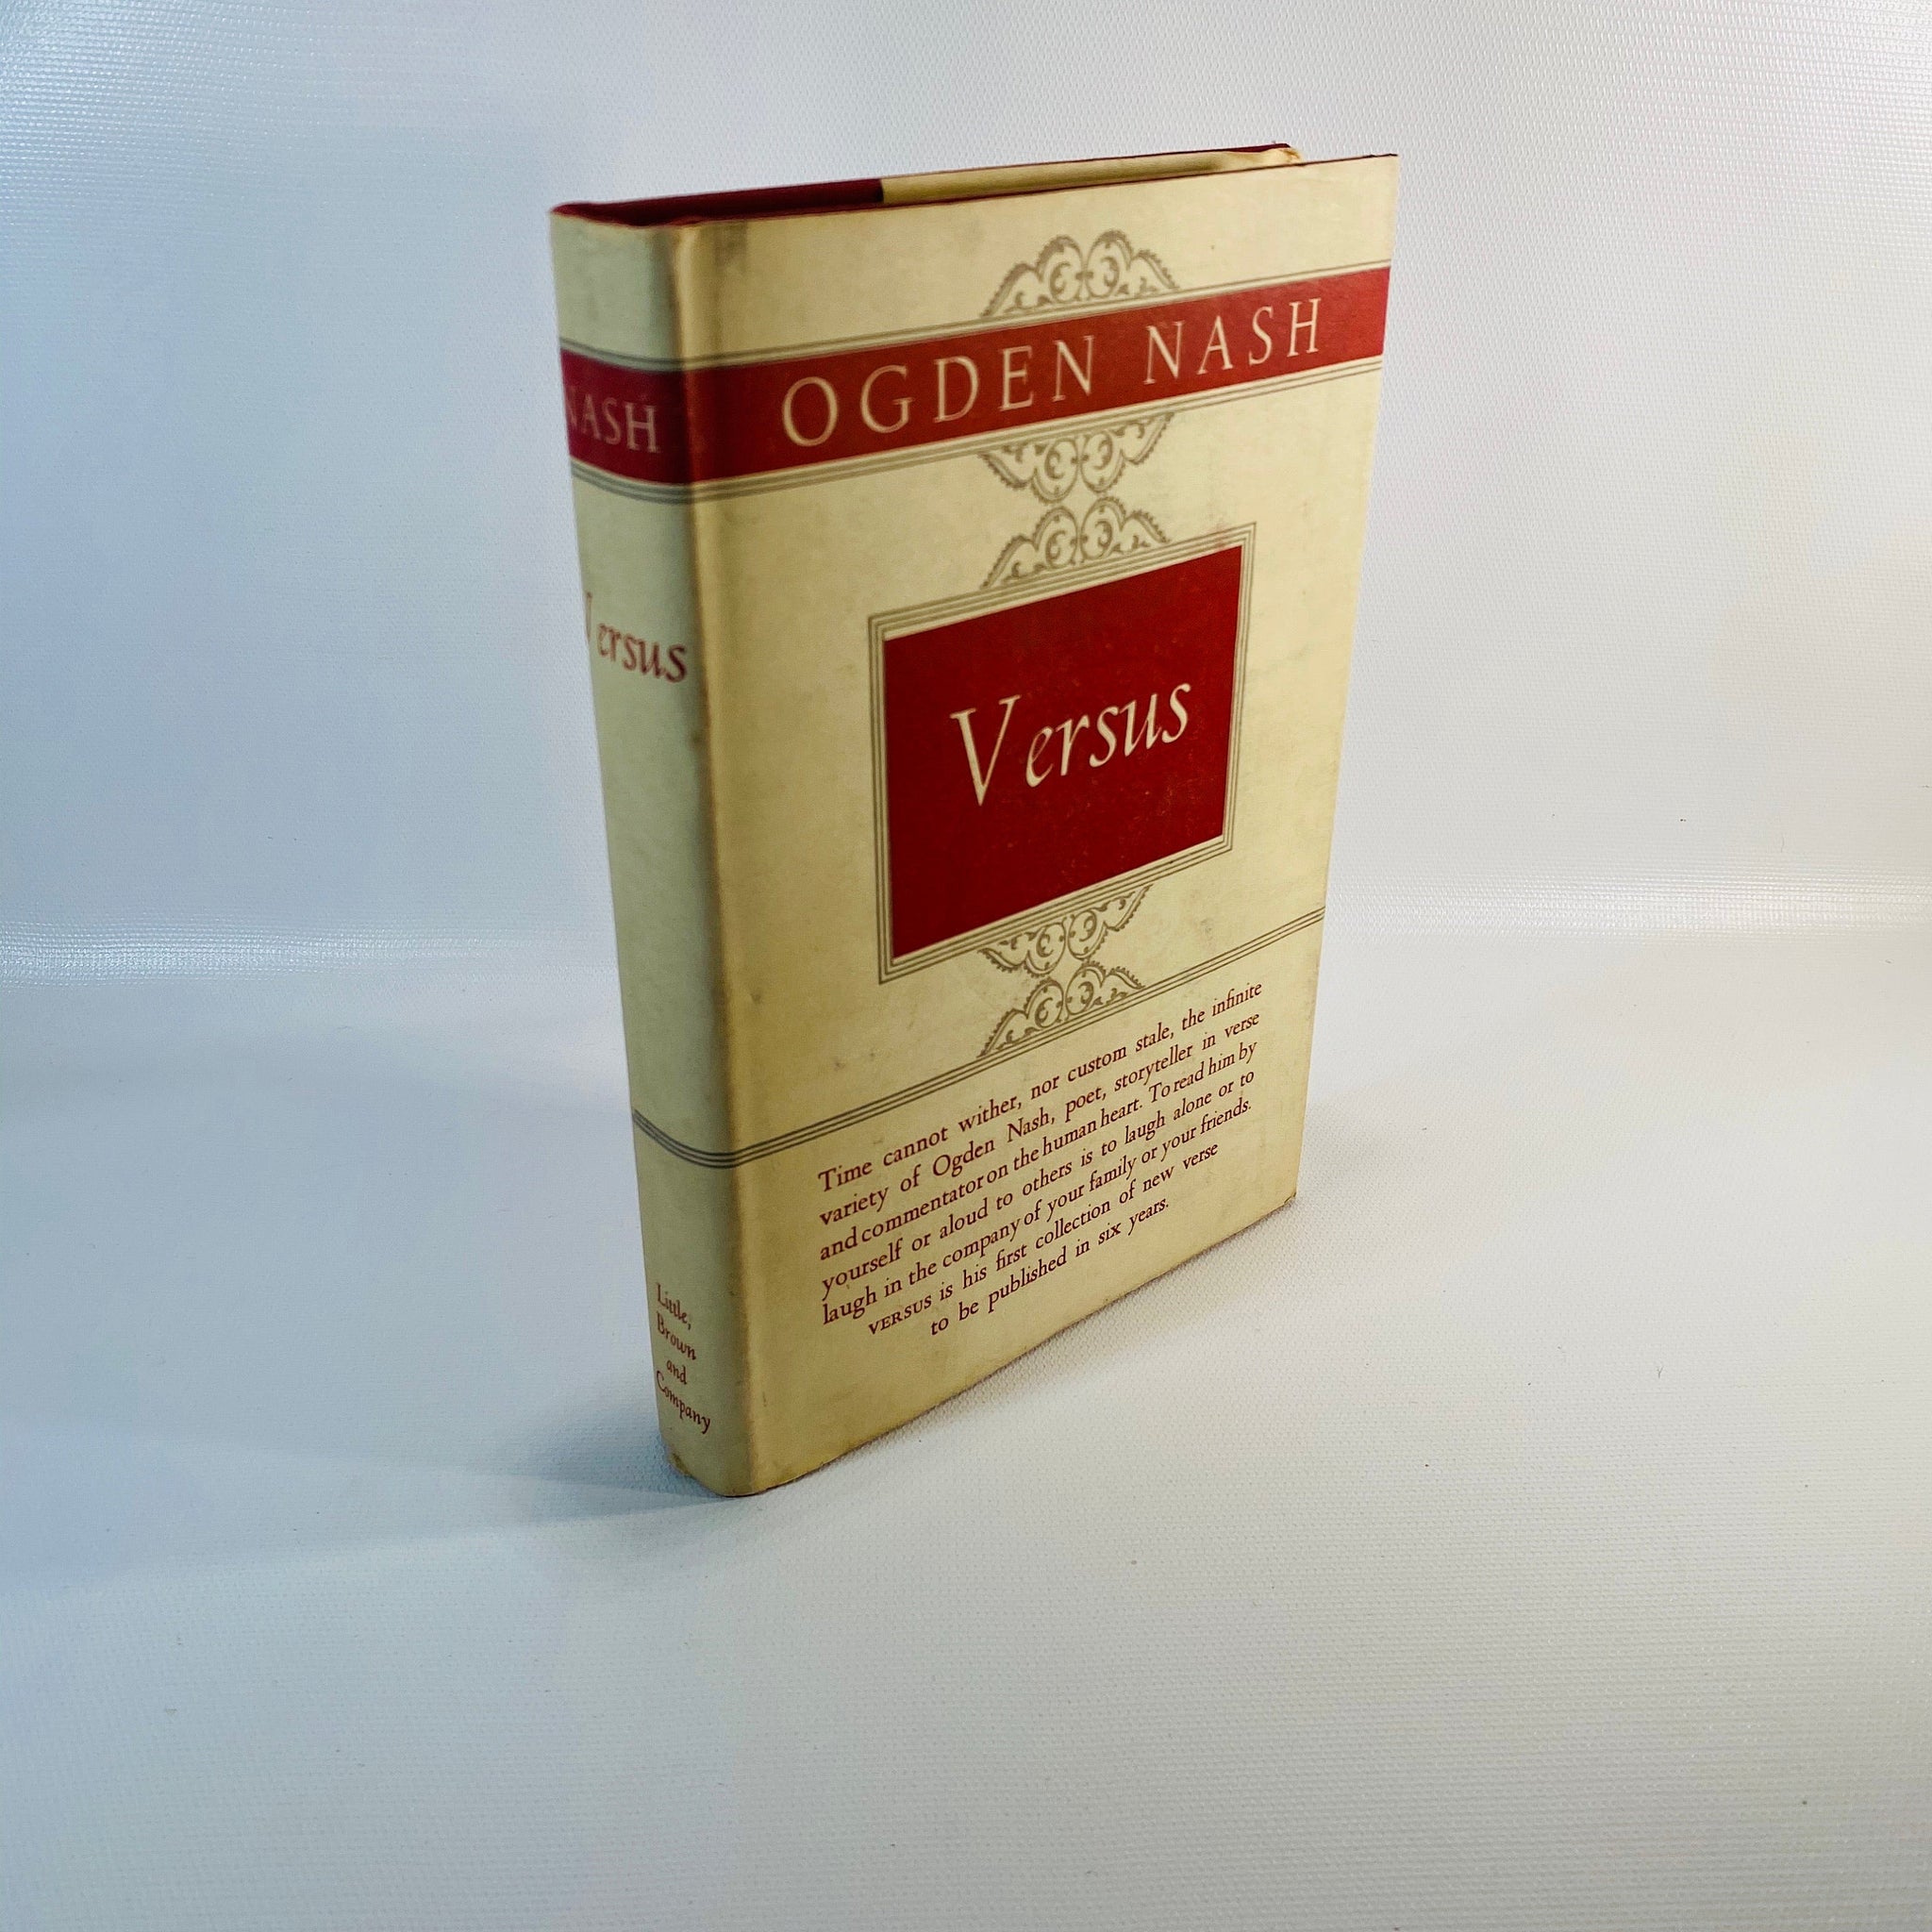 NASH
Versus
Little,
Brown
and
Company
OGDEN NASH
Versus
Time cannot wither, nor custom stale, the infinite
variety of Ogden Nash, poet, storyteller in verse
and commentator on the human heart. To read him by
yourself or aloud to others is to laugh alone or to
laugh in the company of your family or your friends.
VERSUS is his first collection of new verse
to be published in six years.